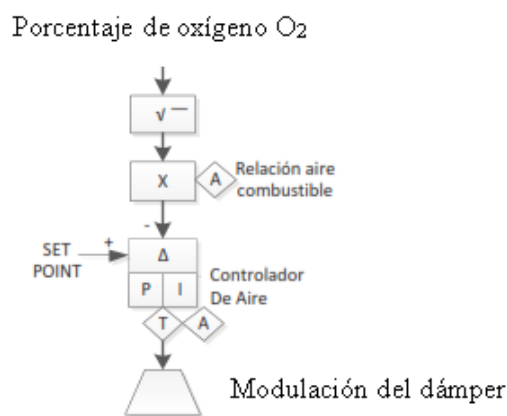 Porcentaje de oxígeno O2
√—
X
A
Relación aire
combustible
-
+
SET
POINT
Δ
P I
Controlador
De Aire
T A
Modulación del dámper